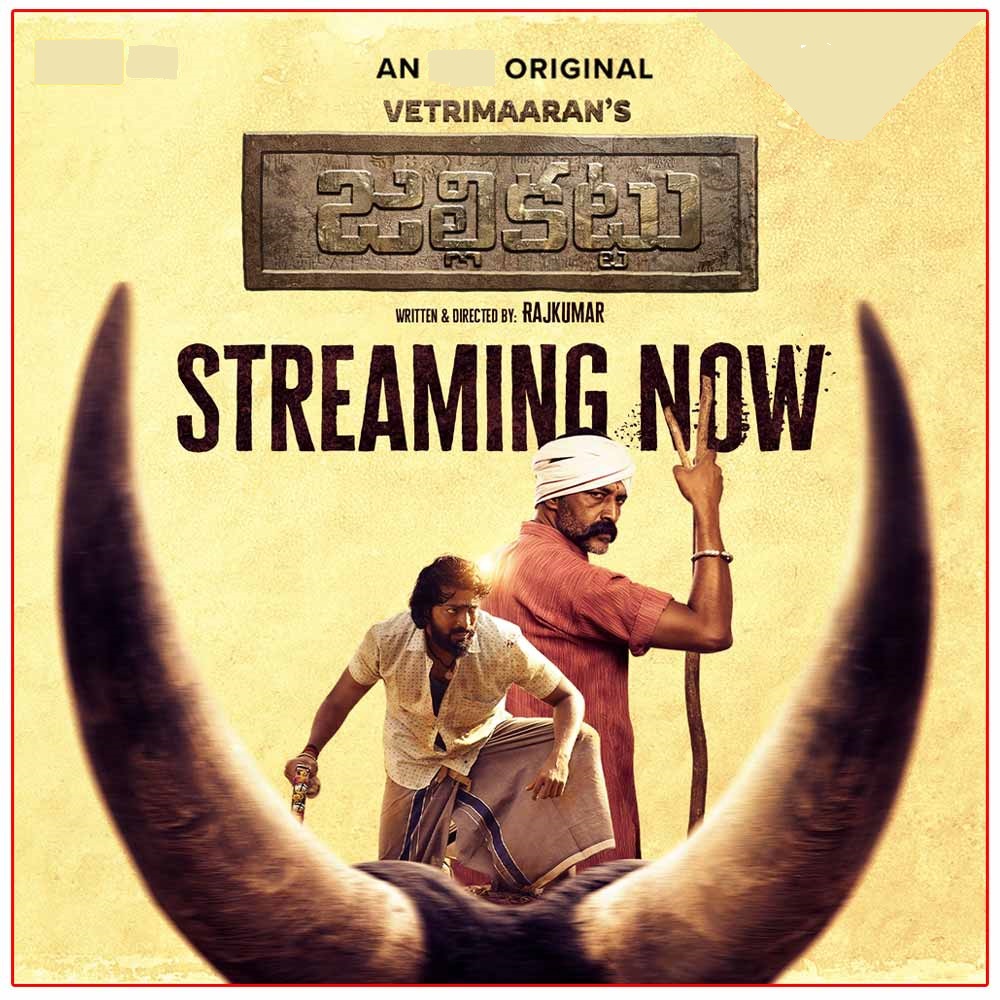 AN ORIGINAL
VETRIMAARAN'S
జల్లికట్టు
WRITTEN & DIRECTED BY: RAJKUMAR
STREAMING NOW